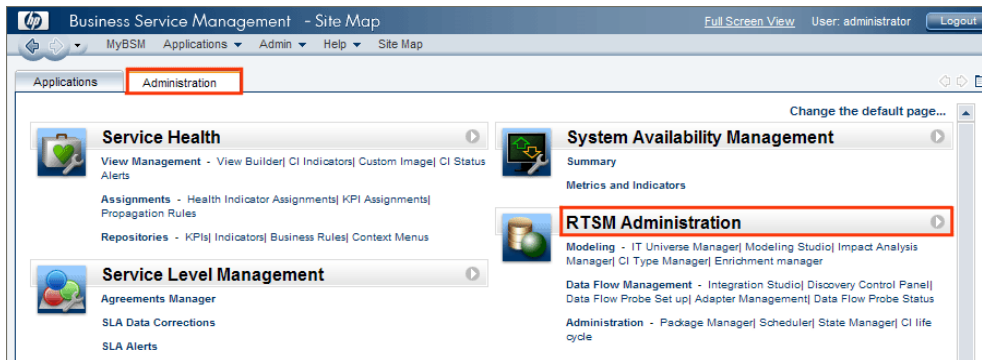 hp Business Service Management - Site Map
Full Screen View User: administrator Logout
MyBSM Applications Admin Help Site Map
Applications Administration
Change the default page...
Service Health
View Management - View Builder| CI Indicators| Custom Image| CI Status
Alerts
Assignments - Health Indicator Assignments| KPI Assignments|
Propagation Rules
Repositories - KPIs| Indicators| Business Rules| Context Menus
Service Level Management
Agreements Manager
SLA Data Corrections
SLA Alerts
System Availability Management
Summary
Metrics and Indicators
RTSM Administration
Modeling - IT Universe Manager| Modeling Studio| Impact Analysis
Manager| CI Type Manager| Enrichment manager
Data Flow Management - Integration Studio| Discovery Control Panel|
Data Flow Probe Set up| Adapter Management| Data Flow Probe Status
Administration - Package Manager| Scheduler| State Manager| CI life
cycle